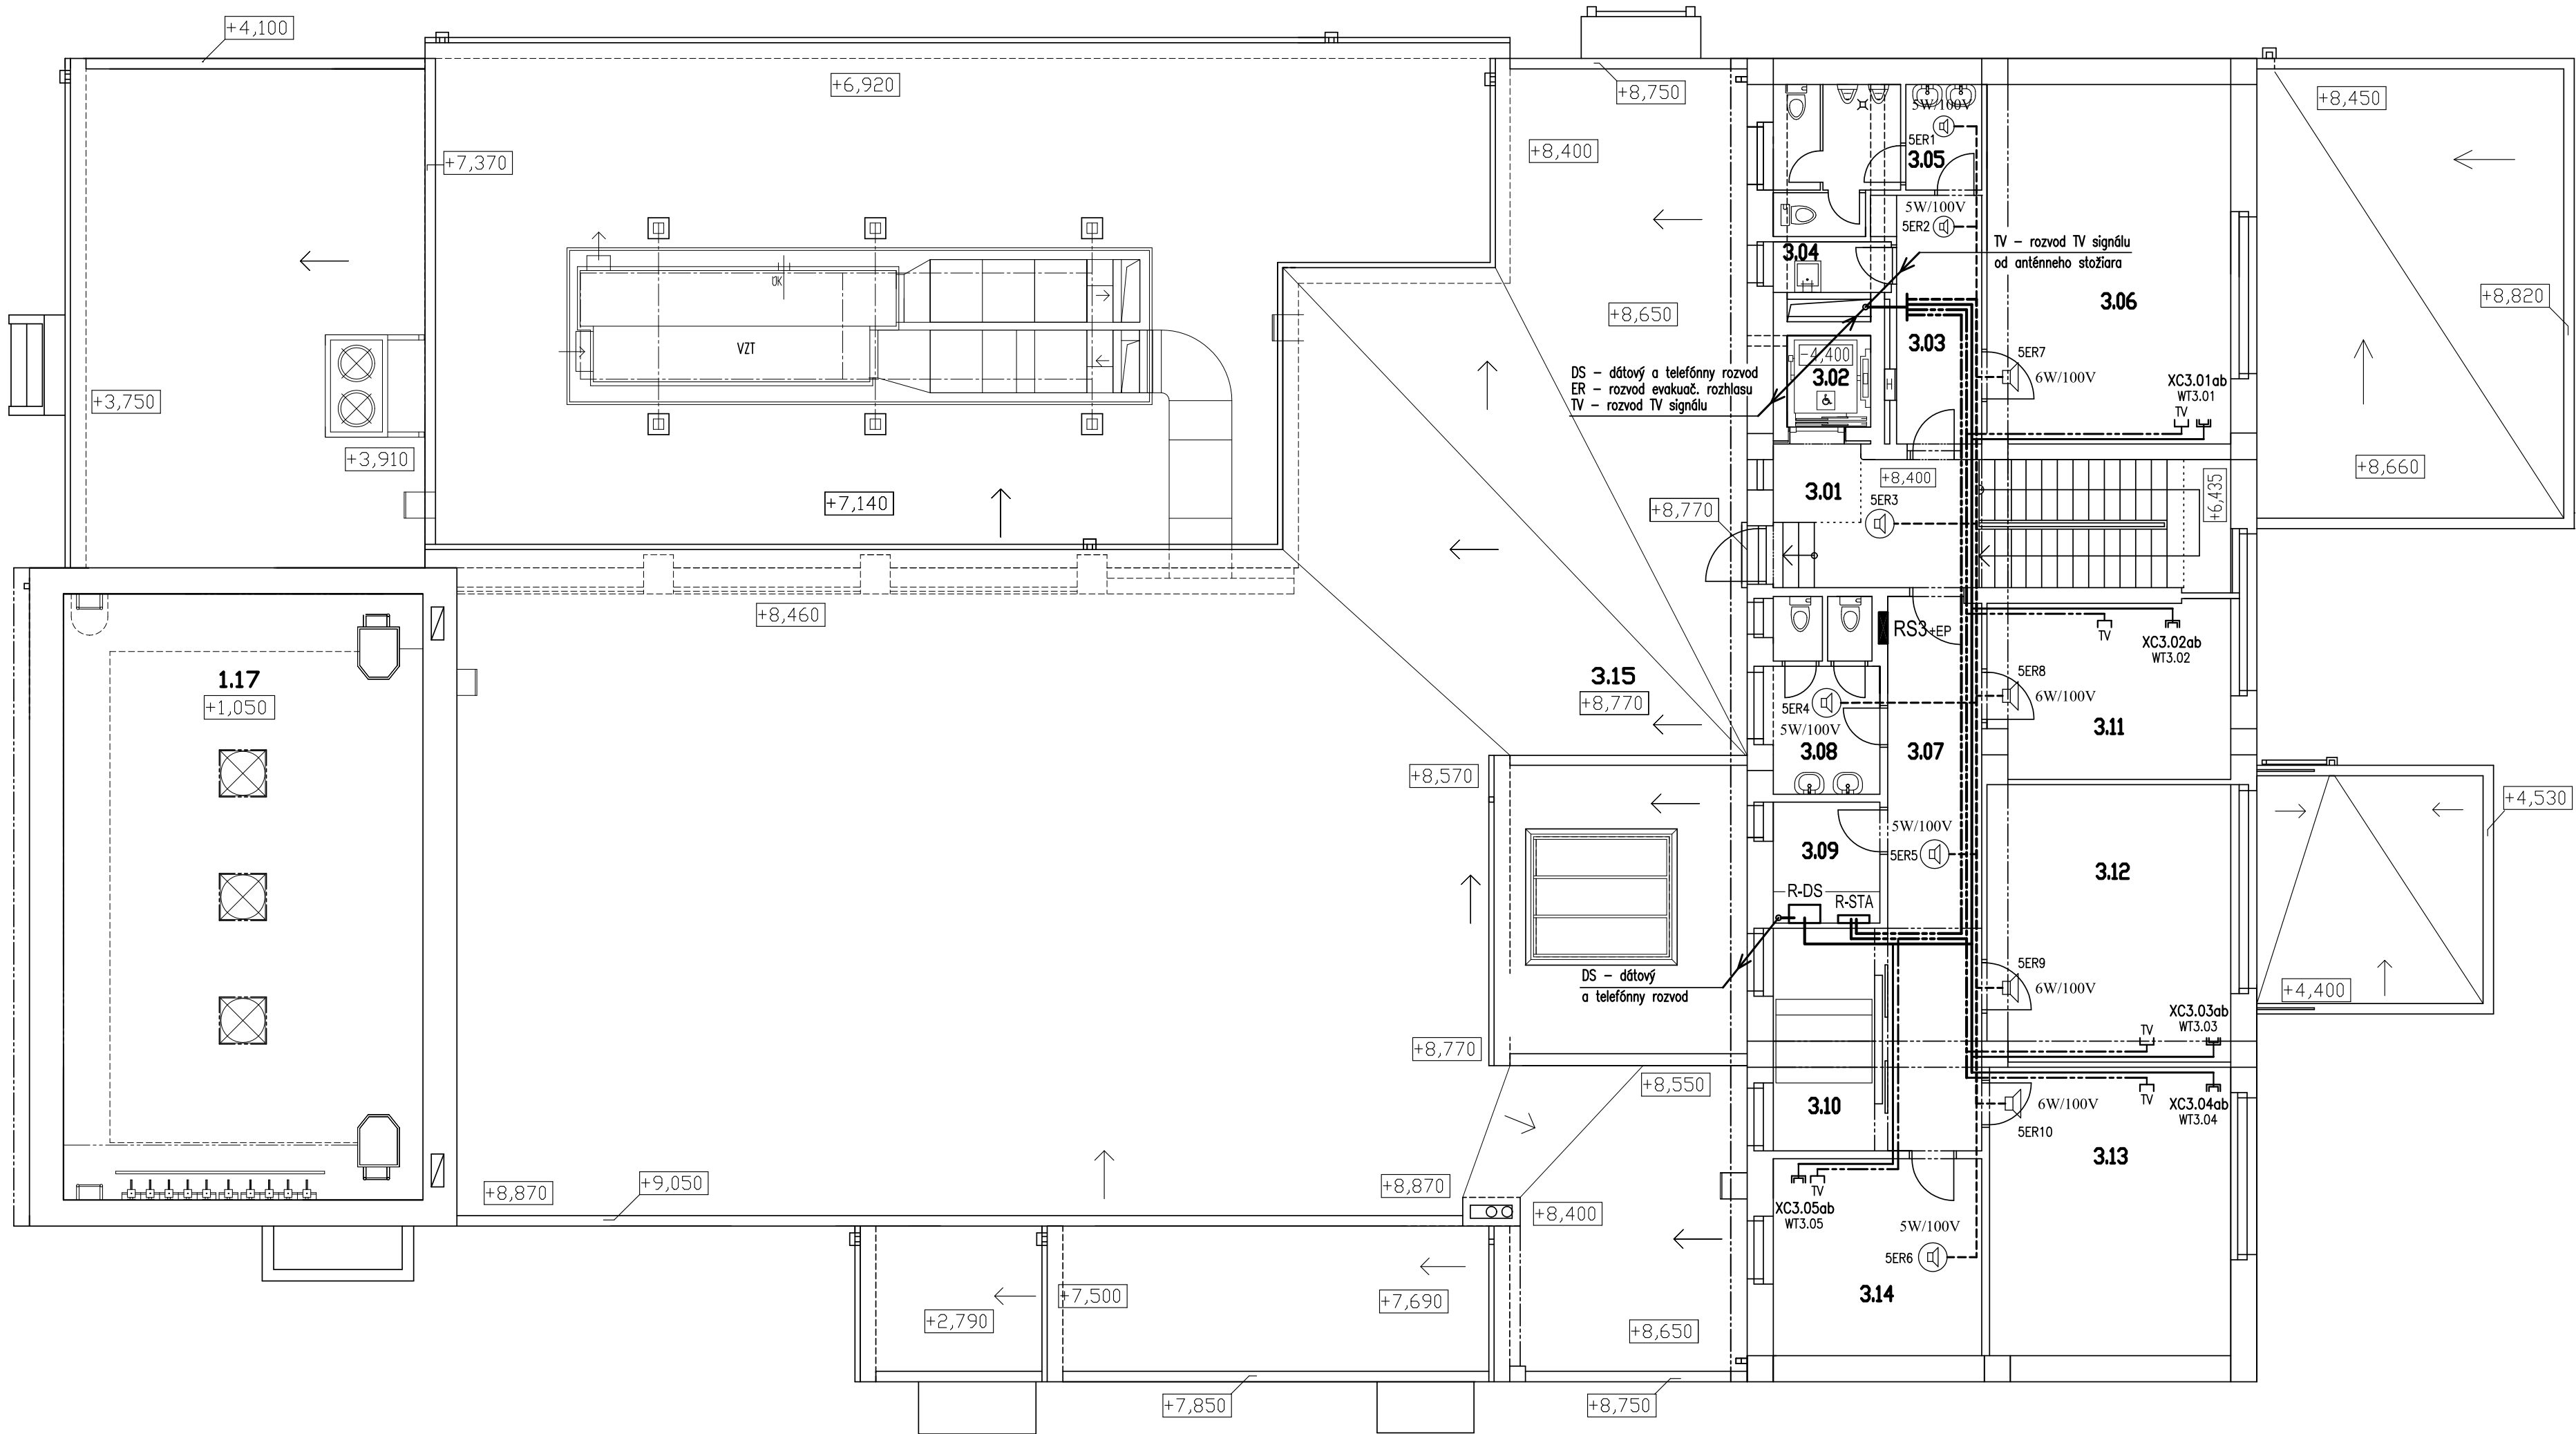 +4,100
+6,920
+8,750
+8,450
+7,370
+8,400
5W/100V
5ER1
3.05
5W/100V
5ER2
TV – rozvod TV signálu
od anténneho stožiara
3.04
ÚK
VZT
+8,650
3.06
+8,820
3.03
-4,400
3.02
H
DS – dátový a telefónny rozvod
ER – rozvod evakuač. rozhlasu
TV – rozvod TV signálu
5ER7
6W/100V
XC3.01ab
WT3.01
TV
+3,750
+3,910
+7,140
+8,770
3.01
+8,400
5ER3
+6,435
+8,660
+8,460
RS3+EP
TV
XC3.02ab
WT3.02
1.17
+1,050
3.15
+8,770
5ER4
5W/100V
3.08
3.07
5ER8
6W/100V
3.11
+8,570
+4,530
5W/100V
5ER5
3.09
3.12
R-DS
R-STA
DS – dátový
a telefónny rozvod
5ER9
6W/100V
+4,400
XC3.03ab
WT3.03
TV
+8,770
+8,550
3.10
6W/100V
5ER10
TV
XC3.04ab
WT3.04
3.13
+8,870
+9,050
+8,870
+8,400
TV
XC3.05ab
WT3.05
5W/100V
5ER6
3.14
+7,500
+2,790
+7,690
+8,650
+7,850
+8,750